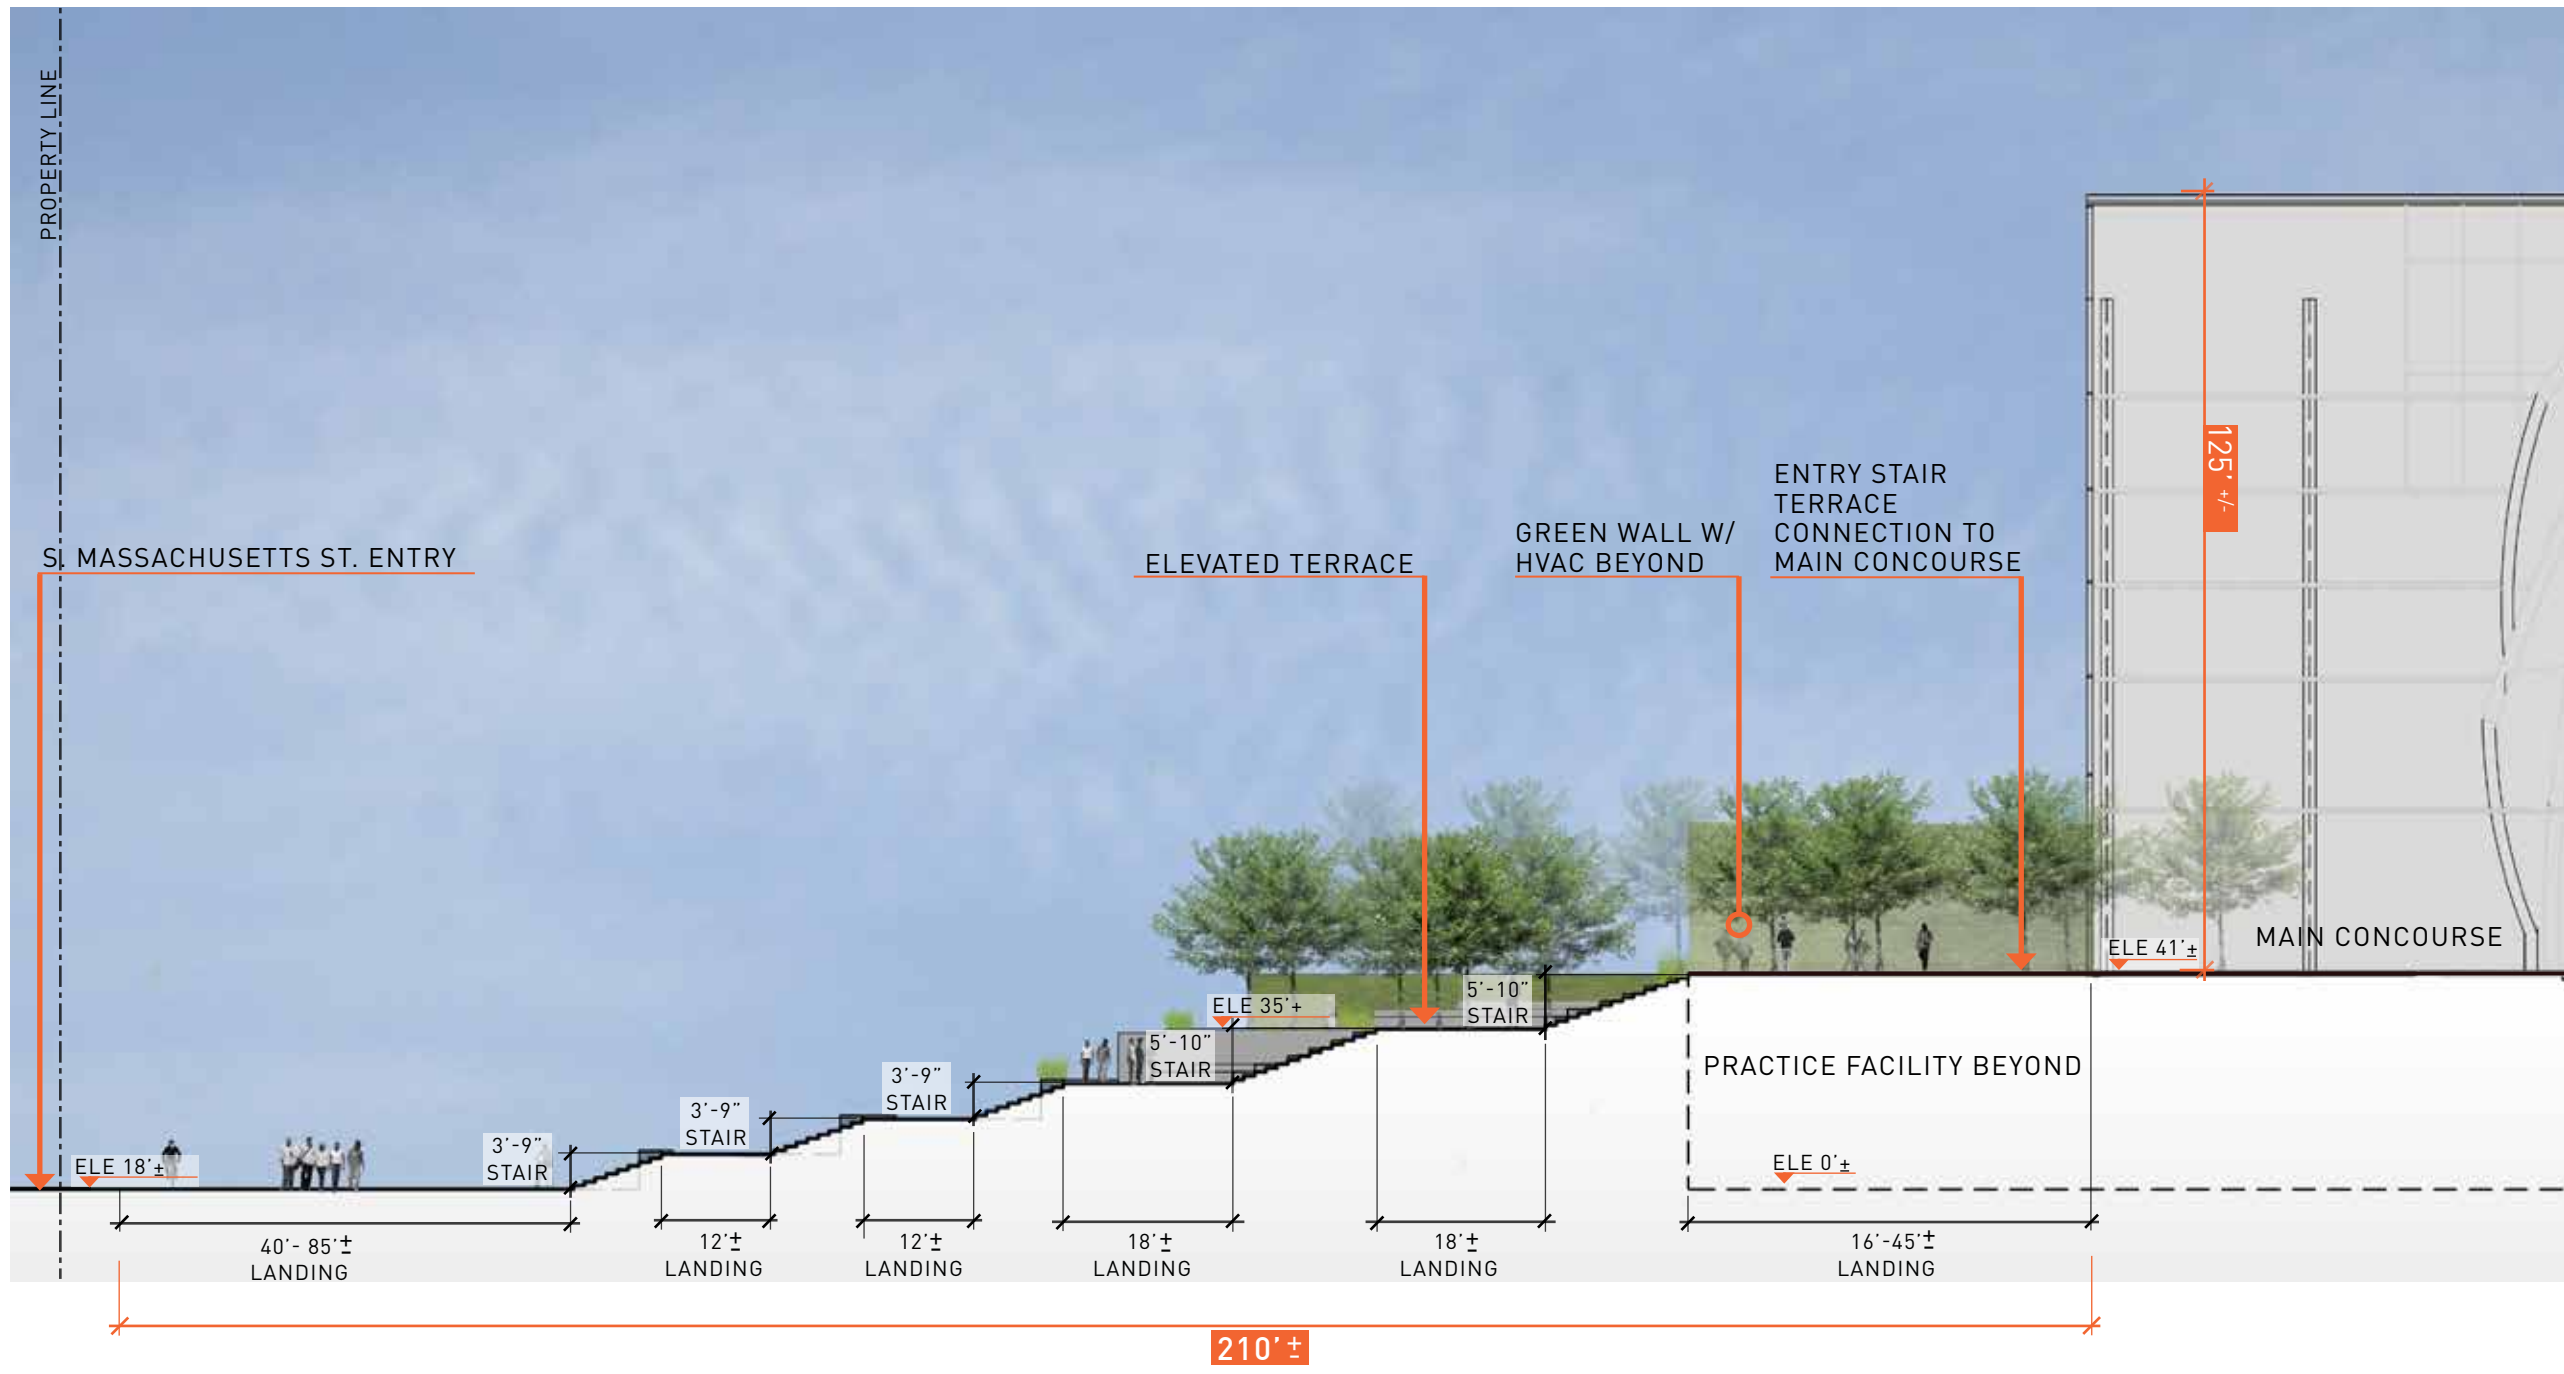 PROPERTY LINE
S. MASSACHUSETTS ST. ENTRY
ELEVATED TERRACE
GREEN WALL W/
HVAC BEYOND
ENTRY STAIR
TERRACE
CONNECTION TO
MAIN CONCOURSE
125' +/-
ELE 41'±
MAIN CONCOURSE
5'-10”
STAIR
ELE 35'+
5'-10”
STAIR
3'-9”
STAIR
3'-9”
STAIR
3'-9”
STAIR
ELE 18'±
PRACTICE FACILITY BEYOND
ELE 0'±
40'- 85'±
LANDING
12'±
LANDING
12'±
LANDING
18'±
LANDING
18'±
LANDING
16'-45'±
LANDING
210' ±